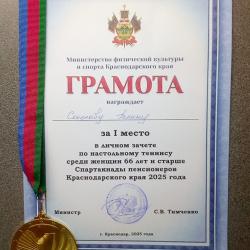 Министерство физической культуры
и спорта Краснодарского края
ГРАМОТА
награждает
за I место
в личном зачете
по настольному теннису
среди женщин 66 лет и старше
Спартакиады пенсионеров
Краснодарского края 2025 года
Министр С.В. Тимченко
г. Краснодар, 2025 год